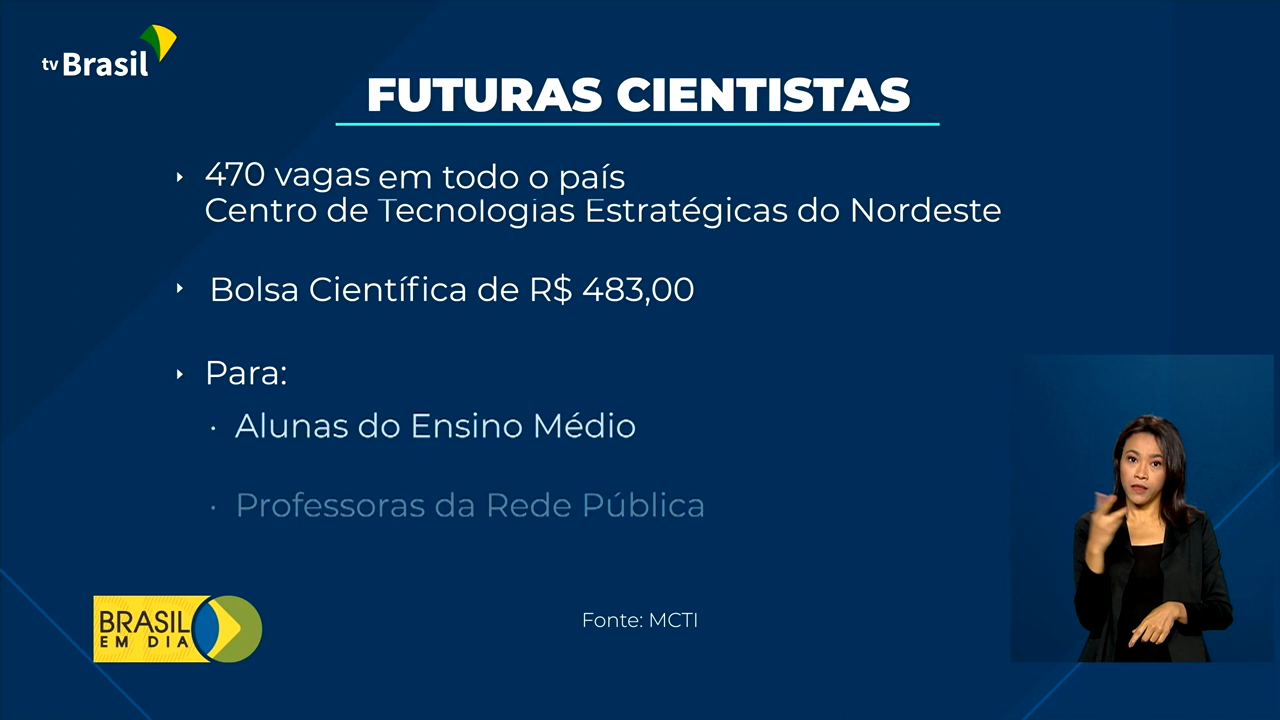 tv Brasil
FUTURAS CIENTISTAS
470 vagas em todo o país
Centro de Tecnologias Estratégicas do Nordeste
Bolsa Científica de R$ 483,00
Para:
Alunas do Ensino Médio
Professoras da Rede Pública
BRASIL
EM DIA
Fonte: MCTI